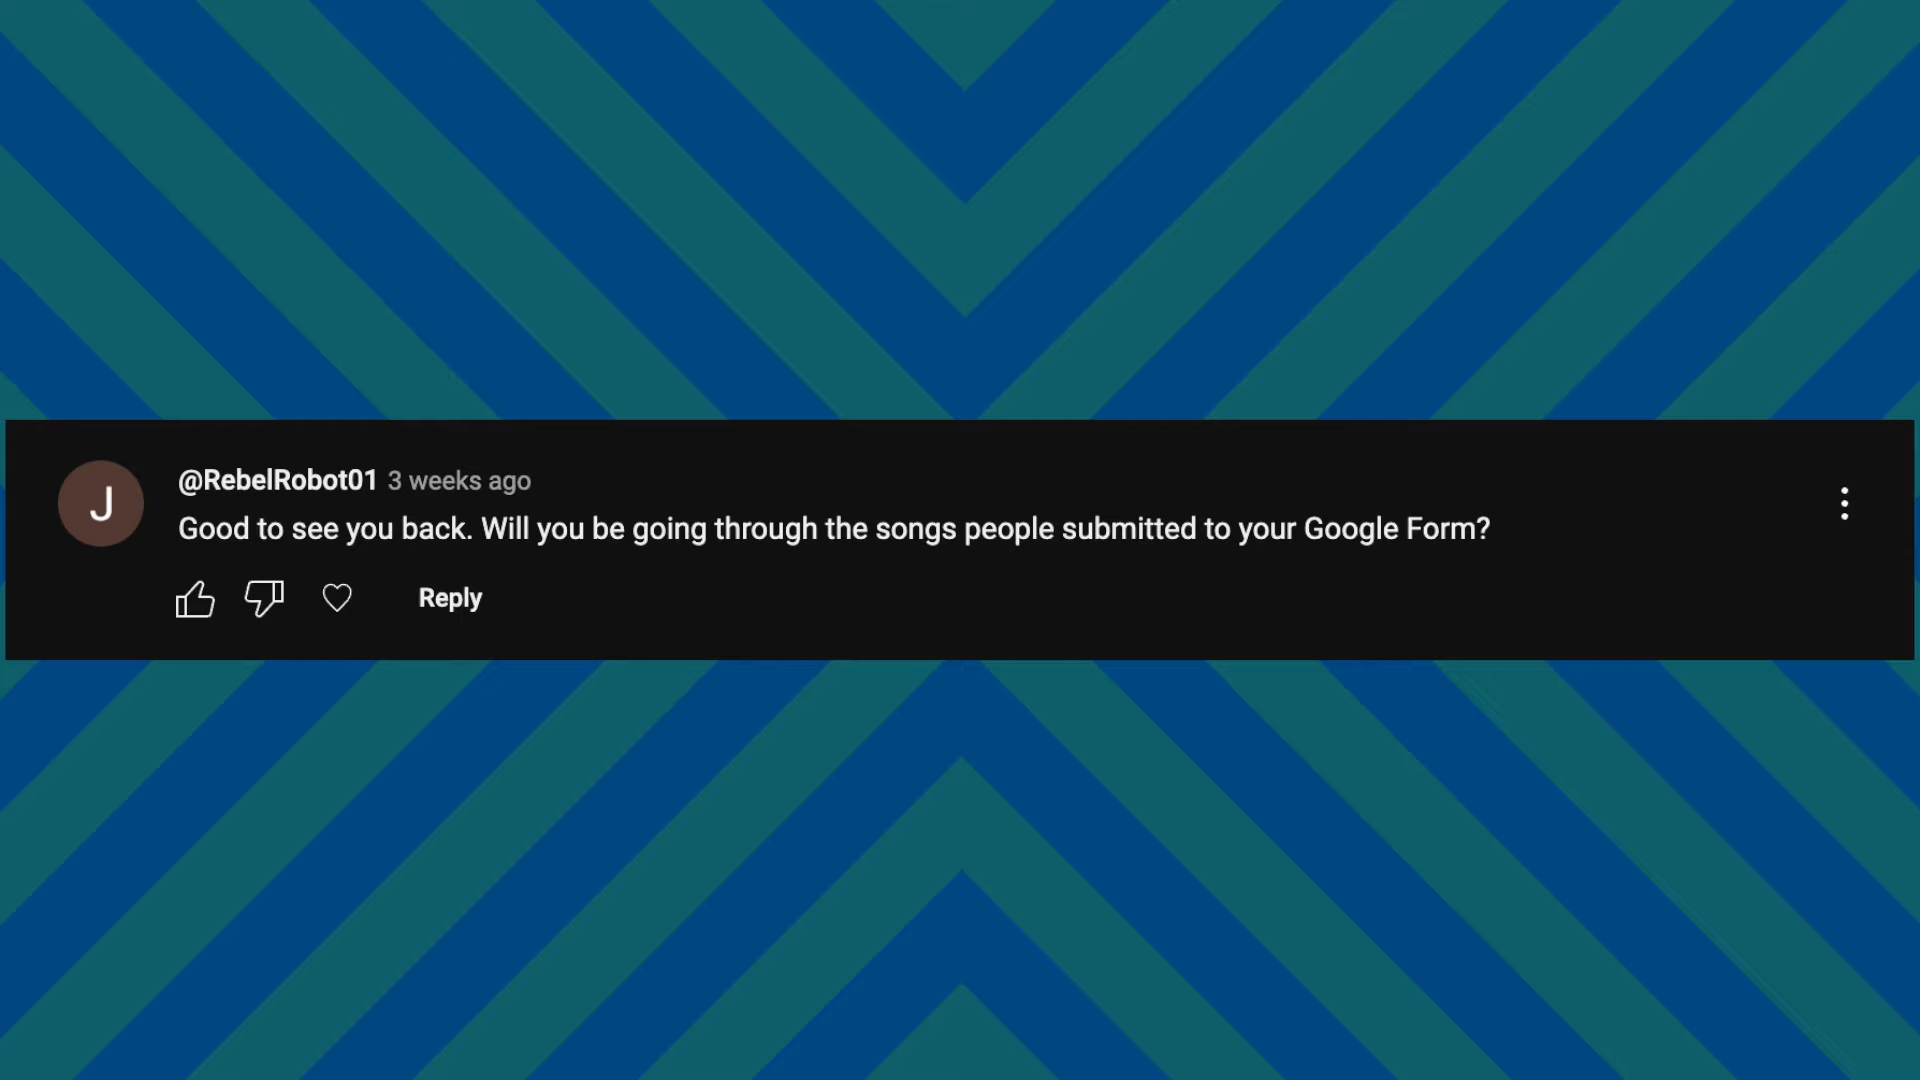 J
@RebelRobot01 3 weeks ago
Good to see you back. Will you be going through the songs people submitted to your Google Form?
Reply